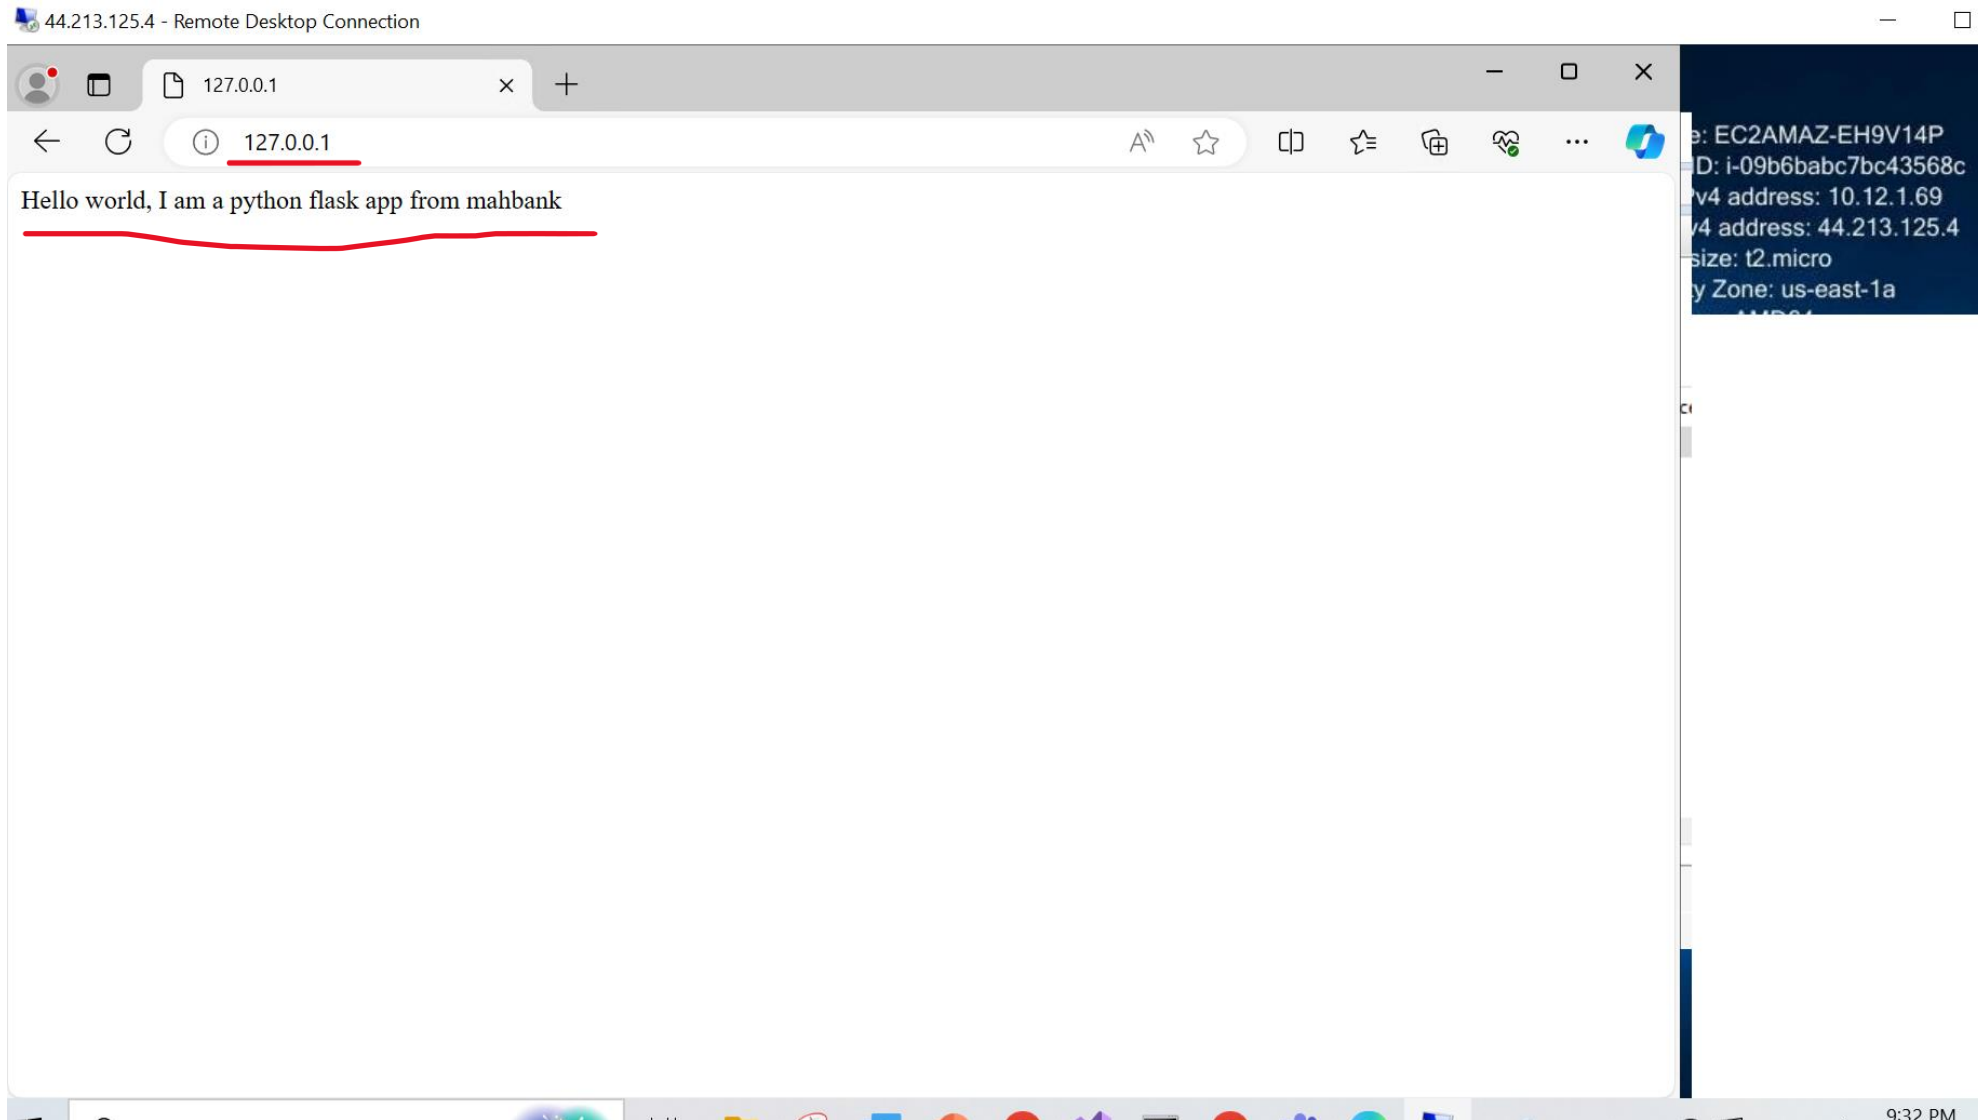 44.213.125.4 - Remote Desktop Connection
127.0.0.1
127.0.0.1
Hello world, I am a python flask app from mahbank
e: EC2AMAZ-EH9V14P
ID: i-09b6babc7bc43568c
v4 address: 10.12.1.69
v4 address: 44.213.125.4
size: t2.micro
y Zone: us-east-1a
9:32 PM